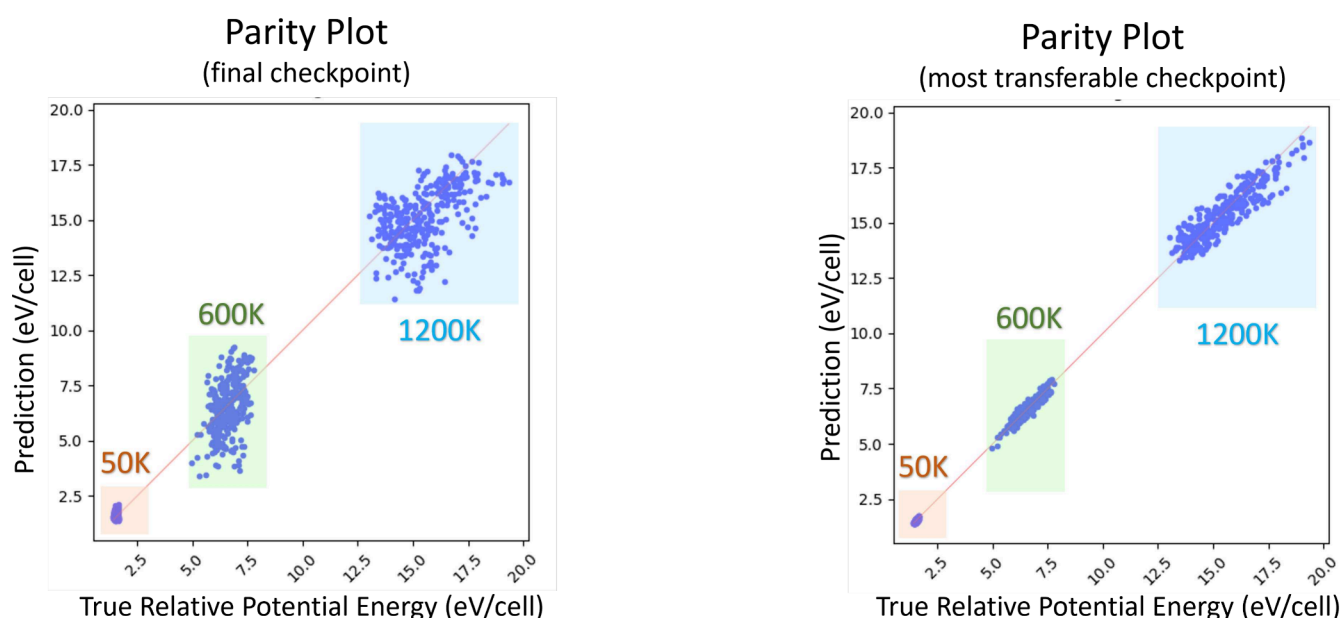 Parity Plot
(final checkpoint)
20.0
17.5
15.0
12.5
10.0
7.5
5.0
2.5
Prediction (eV/cell)
50K
600K
1200K
2.5
5.0
7.5
10.0
12.5
15.0
17.5
20.0
True Relative Potential Energy (eV/cell)
Parity Plot
(most transferable checkpoint)
20.0
17.5
15.0
12.5
10.0
7.5
5.0
2.5
Prediction (eV/cell)
50K
600K
1200K
2.5
5.0
7.5
10.0
12.5
15.0
17.5
20.0
True Relative Potential Energy (eV/cell)